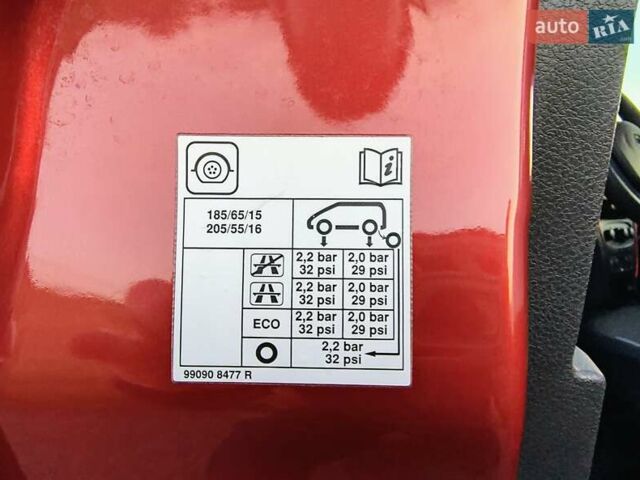 auto RIA.com
i
185/65/15
205/55/16
2,2 bar 2,0 bar
32 psi 29 psi
2,2 bar 2,0 bar
32 psi 29 psi
ECO 2,2 bar 2,0 bar
32 psi 29 psi
2,2 bar
32 psi
99090 8477 R